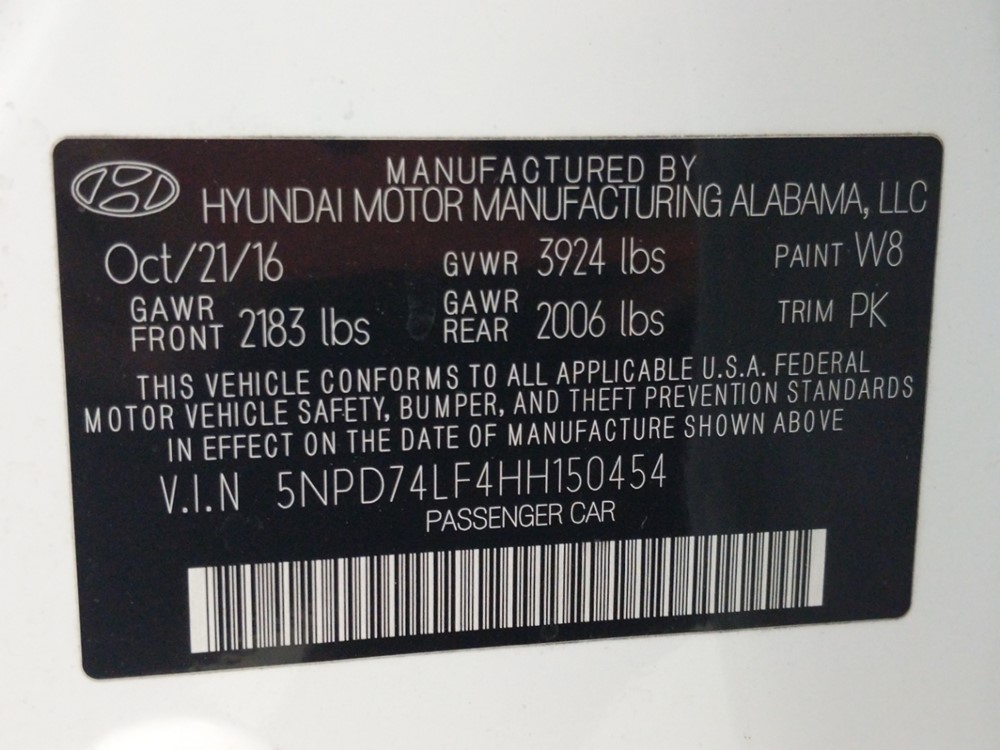 MANUFACTURED BY
HYUNDAI MOTOR MANUFACTURING ALABAMA, LLC
Oct/21/16 GVWR 3924 lbs PAINT W8
GAWR FRONT 2183 lbs GAWR REAR 2006 lbs TRIM PK
THIS VEHICLE CONFORMS TO ALL APPLICABLE U.S.A. FEDERAL
MOTOR VEHICLE SAFETY, BUMPER, AND THEFT PREVENTION STANDARDS
IN EFFECT ON THE DATE OF MANUFACTURE SHOWN ABOVE
V.I.N 5NPD74LF4HH150454
PASSENGER CAR